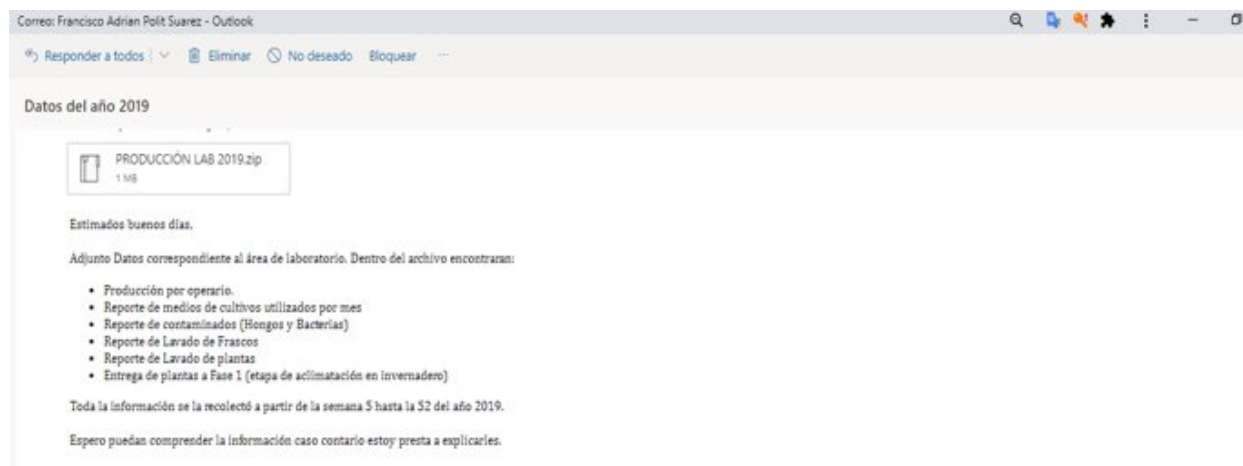 Correo: Francisco Adrian Polit Suarez - Outlook
Responder a todos Eliminar No deseado Bloquear ...
Datos del año 2019
PRODUCCIÓN LAB 2019.zip
1 MB
Estimados buenos días.
Adjunto Datos correspondiente al área de laboratorio. Dentro del archivo encontraran:
• Producción por operario.
• Reporte de medios de cultivos utilizados por mes
• Reporte de contaminados (Hongos y Bacterias)
• Reporte de Lavado de Frascos
• Reporte de Lavado de plantas
• Entrega de plantas a Fase 1 (etapa de aclimatación en invernadero)
Toda la información se la recolectó a partir de la semana 5 hasta la 52 del año 2019.
Espero puedan comprender la información caso contario estoy presta a explicarles.